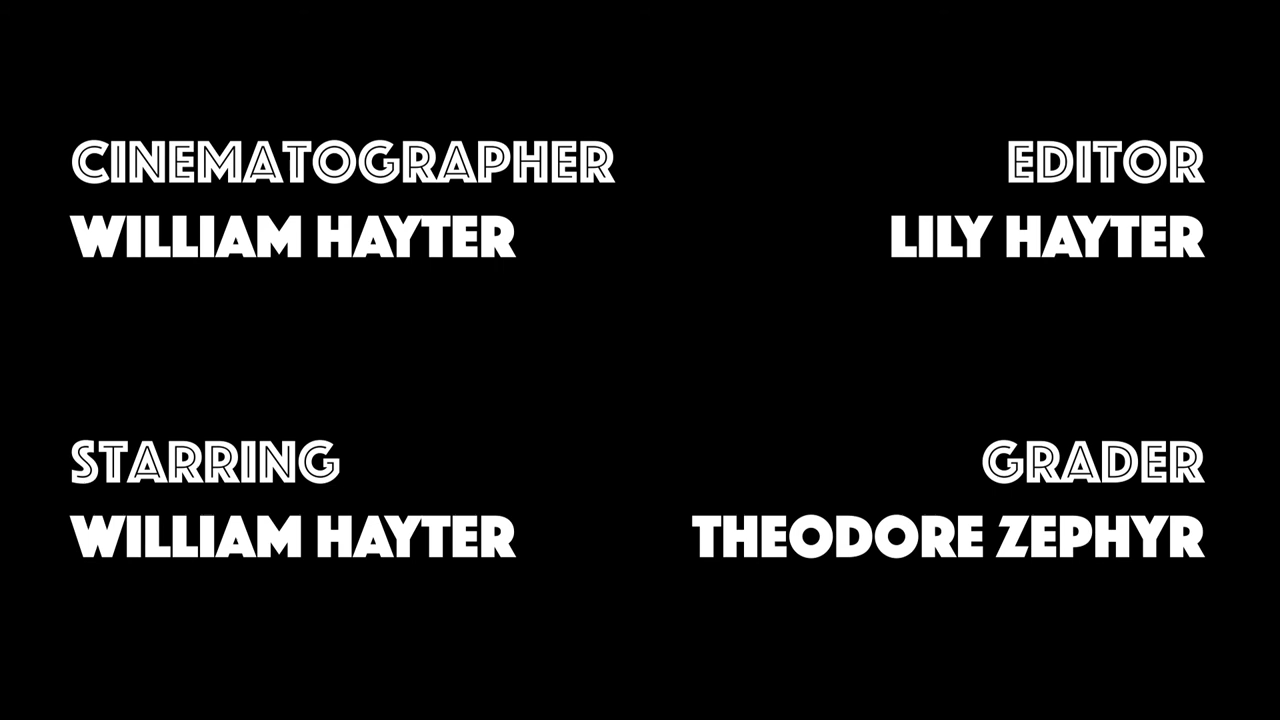 CINEMATOGRAPHER
WILLIAM HAYTER
EDITOR
LILY HAYTER
STARRING
WILLIAM HAYTER
GRADER
THEODORE ZEPHYR